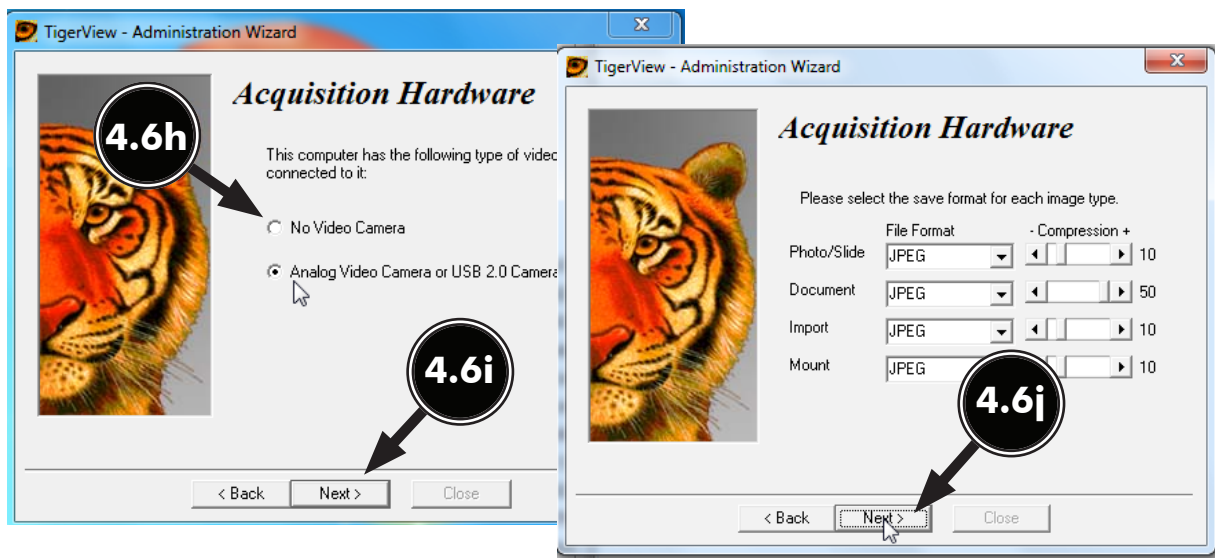 TigerView - Administration Wizard
Acquisition Hardware
4.6h
This computer has the following type of video
connected to it:
No Video Camera
Analog Video Camera or USB 2.0 Camera
4.6i
< Back Next > Close
TigerView - Administration Wizard
Acquisition Hardware
Please select the save format for each image type.
File Format - Compression +
Photo/Slide JPEG 10
Document JPEG 50
Import JPEG 10
Mount JPEG 10
4.6j
< Back Next > Close